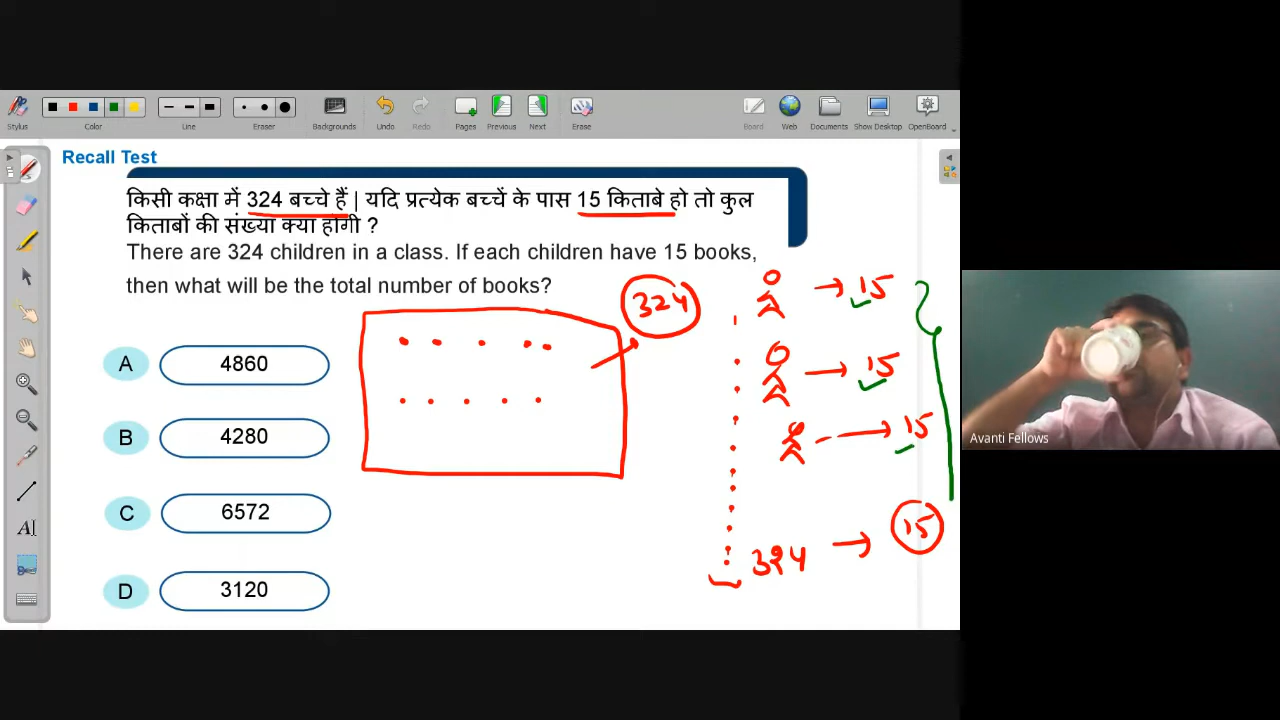 Stylus
Color
Line
Eraser
Backgrounds
Undo
Redo
Pages
Previous
Next
Erase
Board
Web
Documents
Show Desktop
OpenBoard
Recall Test
किसी कक्षा में 324 बच्चे हैं | यदि प्रत्येक बच्चें के पास 15 किताबे हो तो कुल
किताबों की संख्या क्या होगी ?
There are 324 children in a class. If each children have 15 books,
then what will be the total number of books?
324
15
15
15
324
15
A 4860
B 4280
C 6572
D 3120
Avanti Fellows